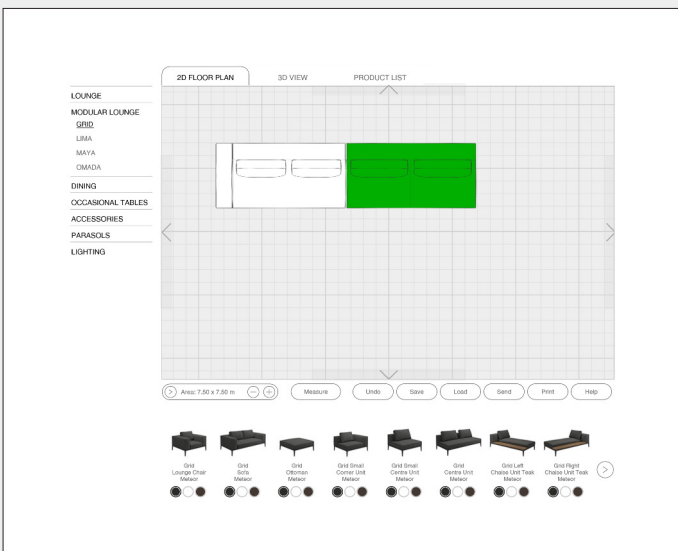 2D FLOOR PLAN
3D VIEW
PRODUCT LIST
LOUNGE
MODULAR LOUNGE
GRID
LIMA
MAYA
OMADA
DINING
OCCASIONAL TABLES
ACCESSORIES
PARASOLS
LIGHTING
Area: 7.50 x 7.50 m
Measure
Undo
Save
Load
Send
Print
Help
Grid
Lounge Chair
Meteor
Grid
Sofa
Meteor
Grid
Ottoman
Meteor
Grid Small
Corner Unit
Meteor
Grid Small
Centre Unit
Meteor
Grid
Centre Unit
Meteor
Grid Left
Chaise Unit Teak
Meteor
Grid Right
Chaise Unit Teak
Meteor